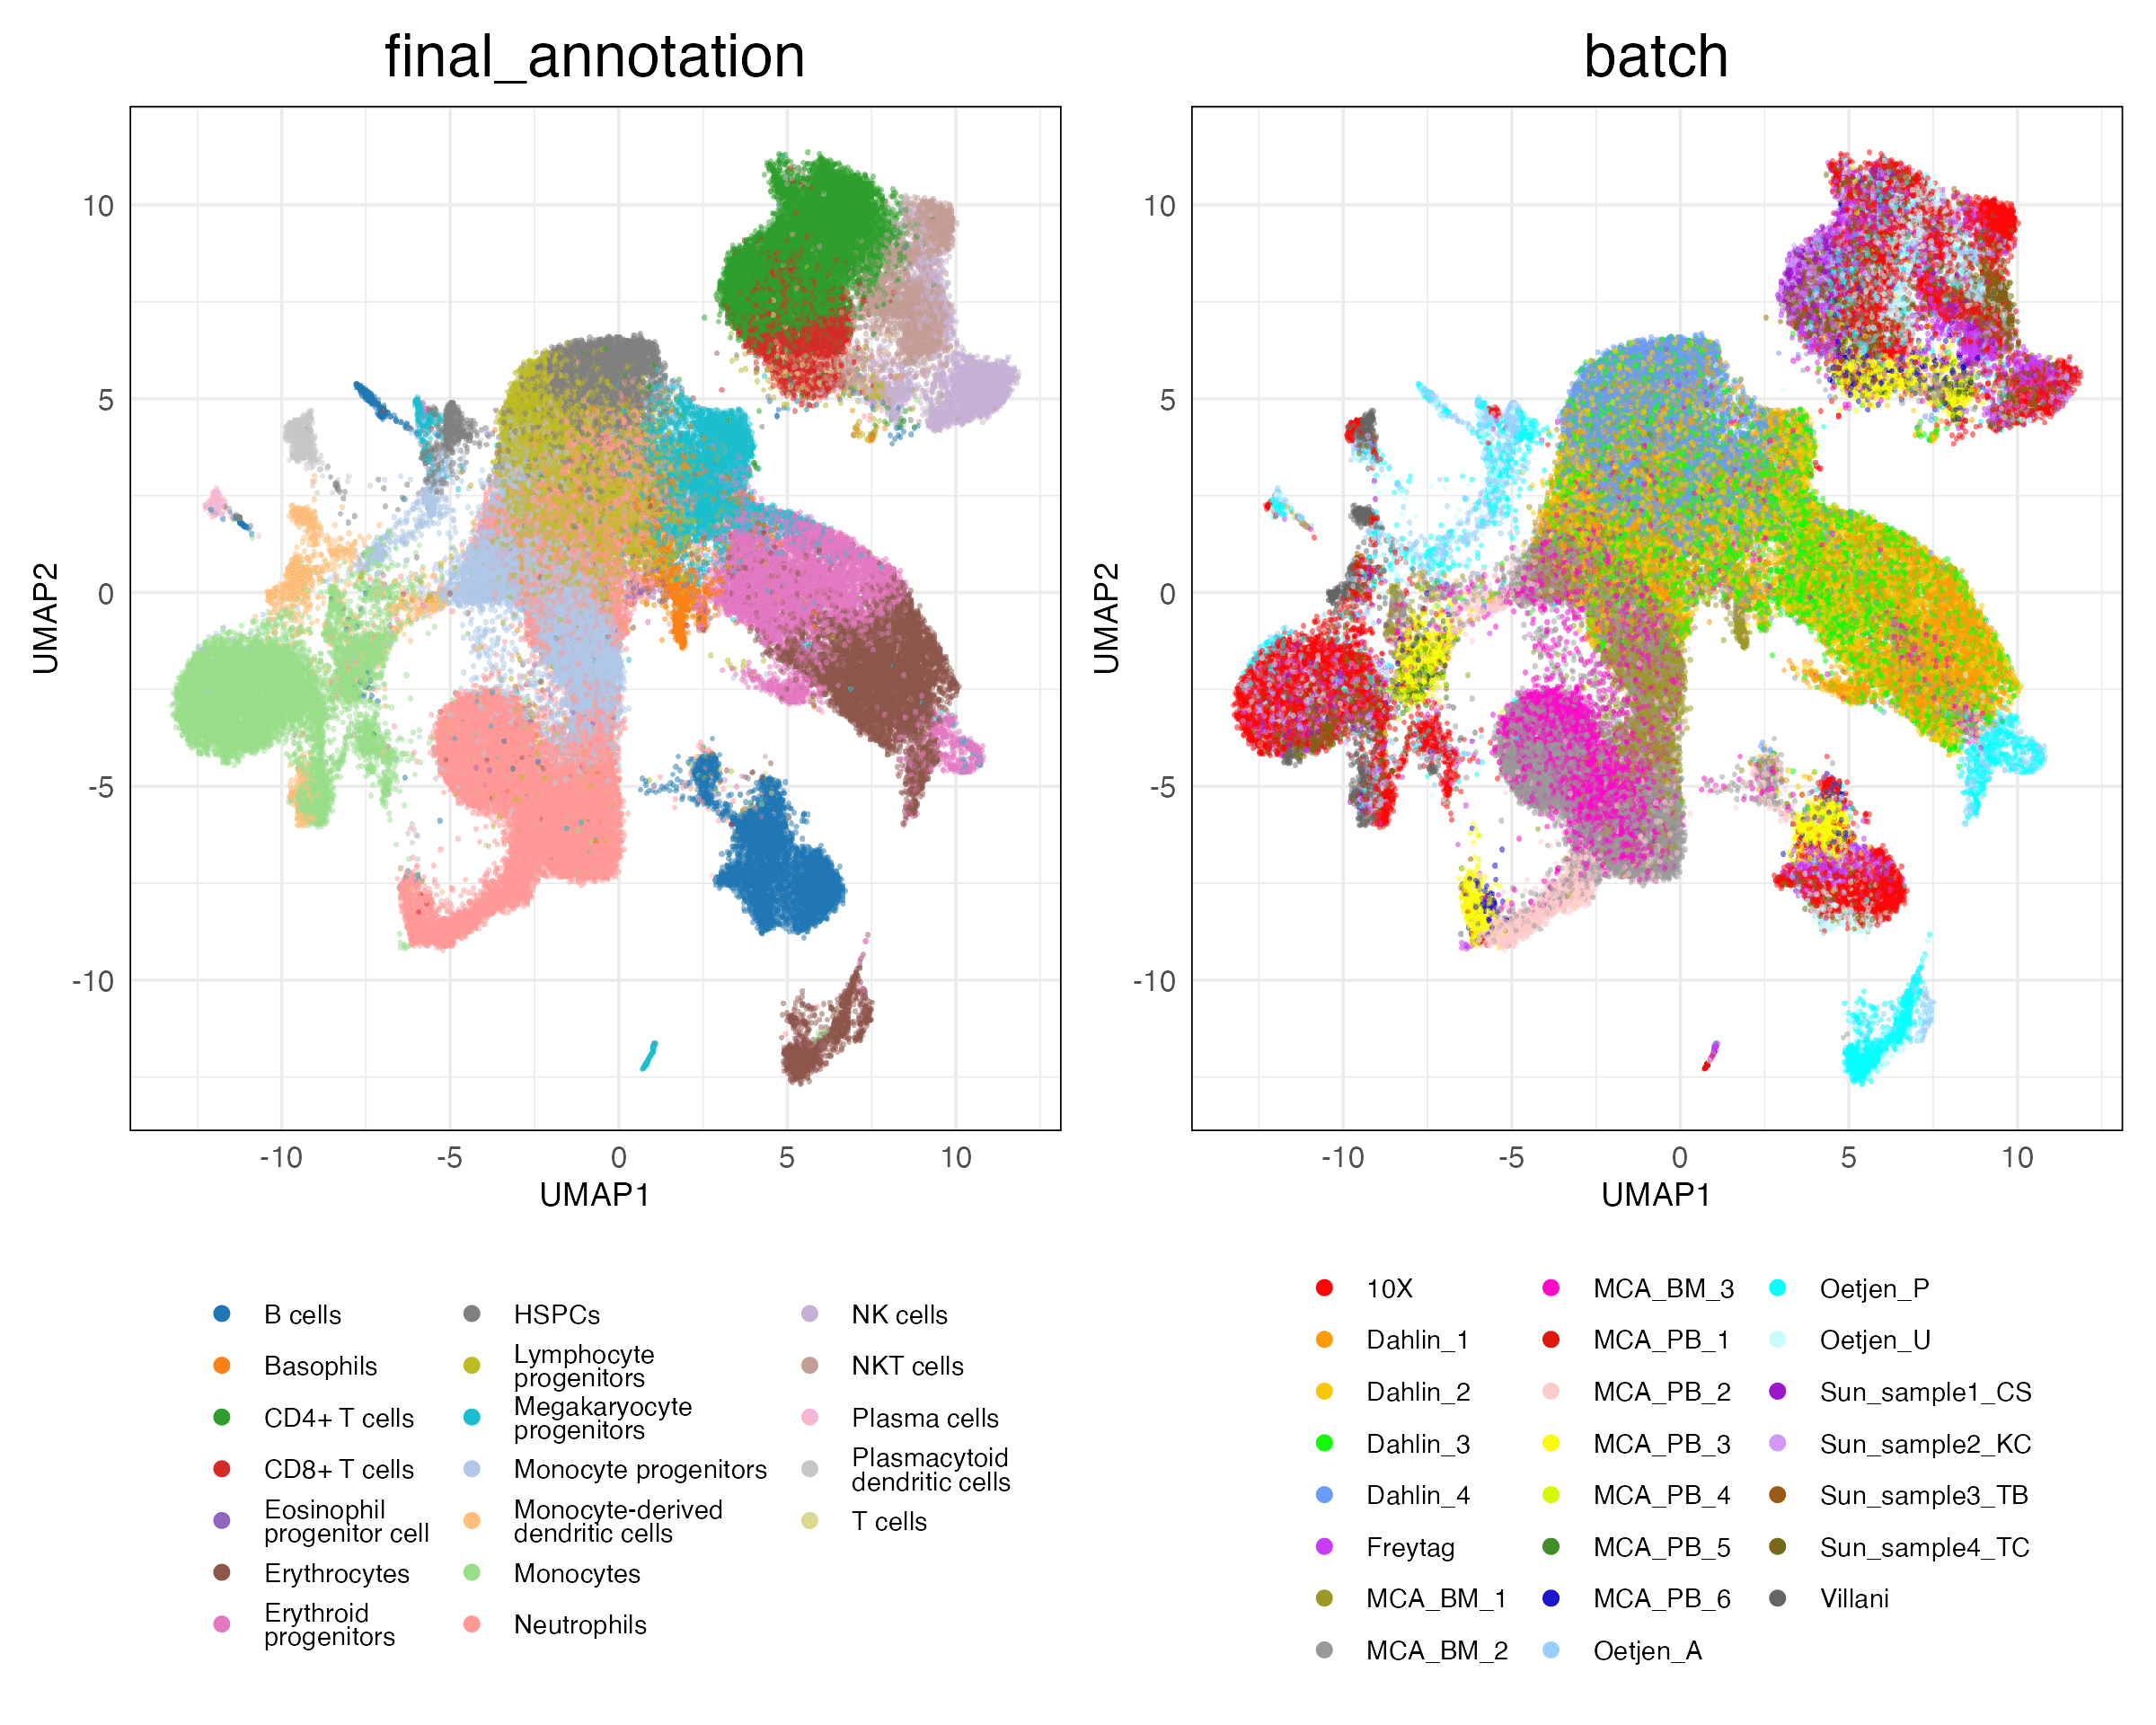 final_annotation
batch
10
5
0
-5
-10
UMAP2
-10
-5
0
5
10
UMAP1
10
5
0
-5
-10
UMAP2
-10
-5
0
5
10
UMAP1
B cells
Basophils
CD4+ T cells
CD8+ T cells
Eosinophil
progenitor cell
Erythrocytes
Erythroid
progenitors
HSPCs
Lymphocyte
progenitors
Megakaryocyte
progenitors
Monocyte progenitors
Monocyte-derived
dendritic cells
Monocytes
Neutrophils
NK cells
NKT cells
Plasma cells
Plasmacytoid
dendritic cells
T cells
10X
Dahlin_1
Dahlin_2
Dahlin_3
Dahlin_4
Freytag
MCA_BM_1
MCA_BM_2
MCA_BM_3
MCA_PB_1
MCA_PB_2
MCA_PB_3
MCA_PB_4
MCA_PB_5
MCA_PB_6
Oetjen_A
Oetjen_P
Oetjen_U
Sun_sample1_CS
Sun_sample2_KC
Sun_sample3_TB
Sun_sample4_TC
Villani